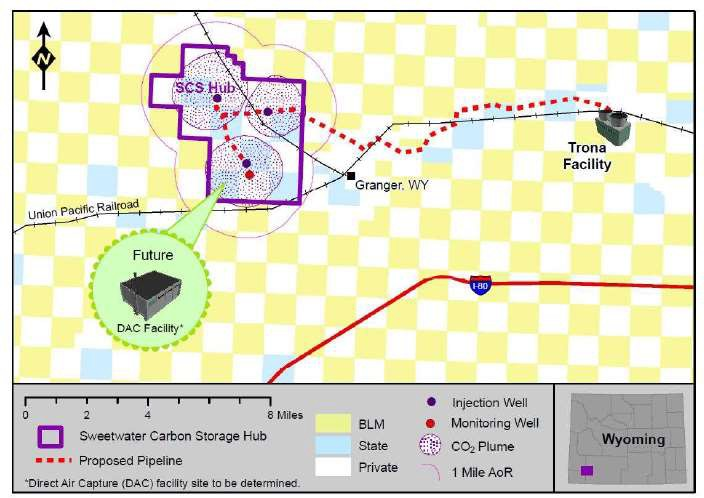 N
SCS Hub
Trona
Facility
Granger, WY
Union Pacific Railroad
Future
DAC Facility*
I-80
0 2 4 6 8 Miles
Sweetwater Carbon Storage Hub
Proposed Pipeline
*Direct Air Capture (DAC) facility site to be determined.
BLM
State
Private
Injection Well
Monitoring Well
CO₂ Plume
1 Mile AoR
Wyoming